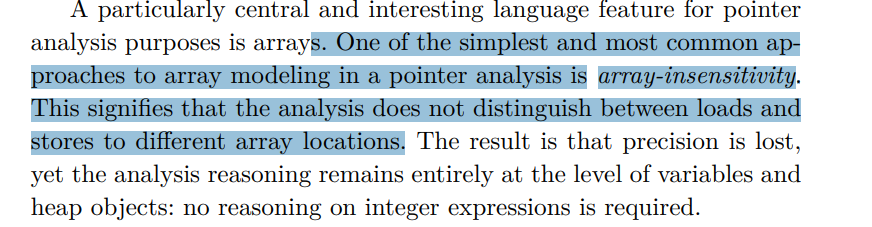 A particularly central and interesting language feature for pointer
analysis purposes is arrays. One of the simplest and most common ap-
proaches to array modeling in a pointer analysis is array-insensitivity.
This signifies that the analysis does not distinguish between loads and
stores to different array locations. The result is that precision is lost,
yet the analysis reasoning remains entirely at the level of variables and
heap objects: no reasoning on integer expressions is required.